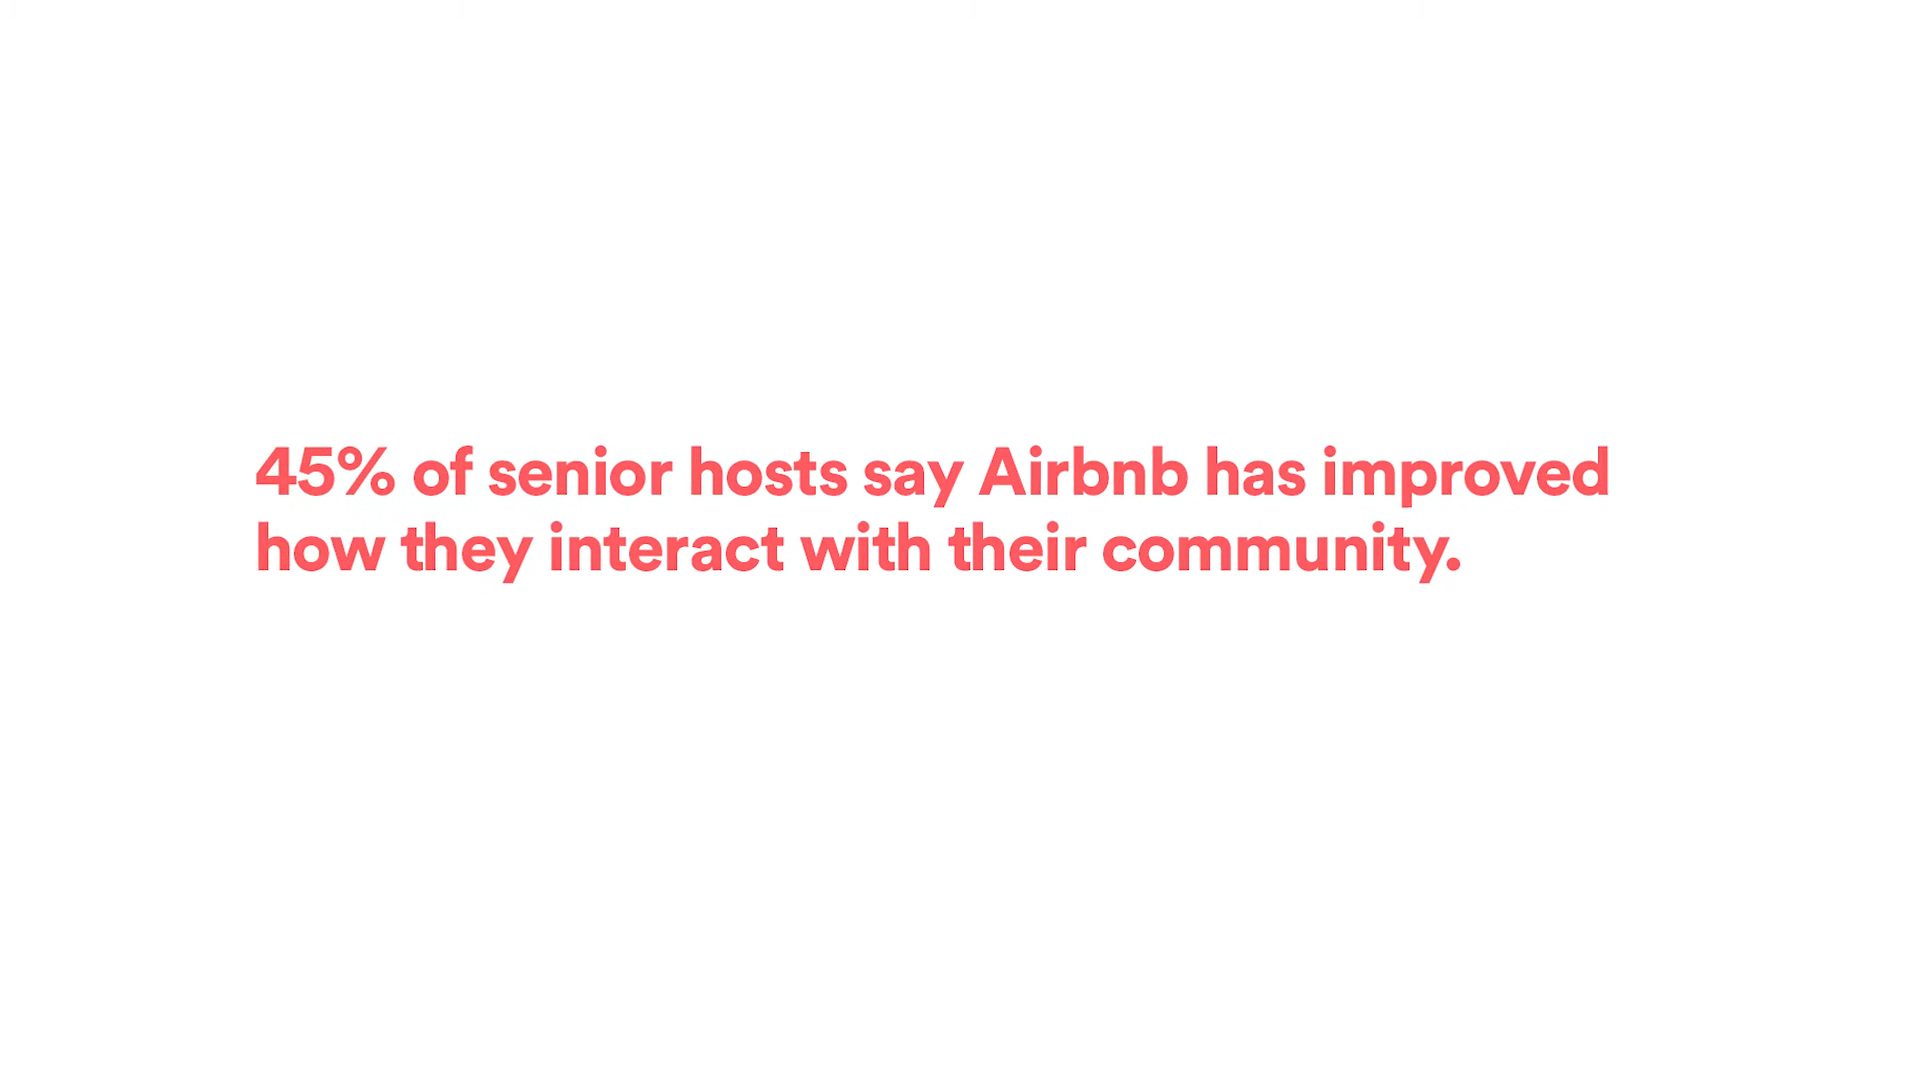 45% of senior hosts say Airbnb has improved
how they interact with their community.